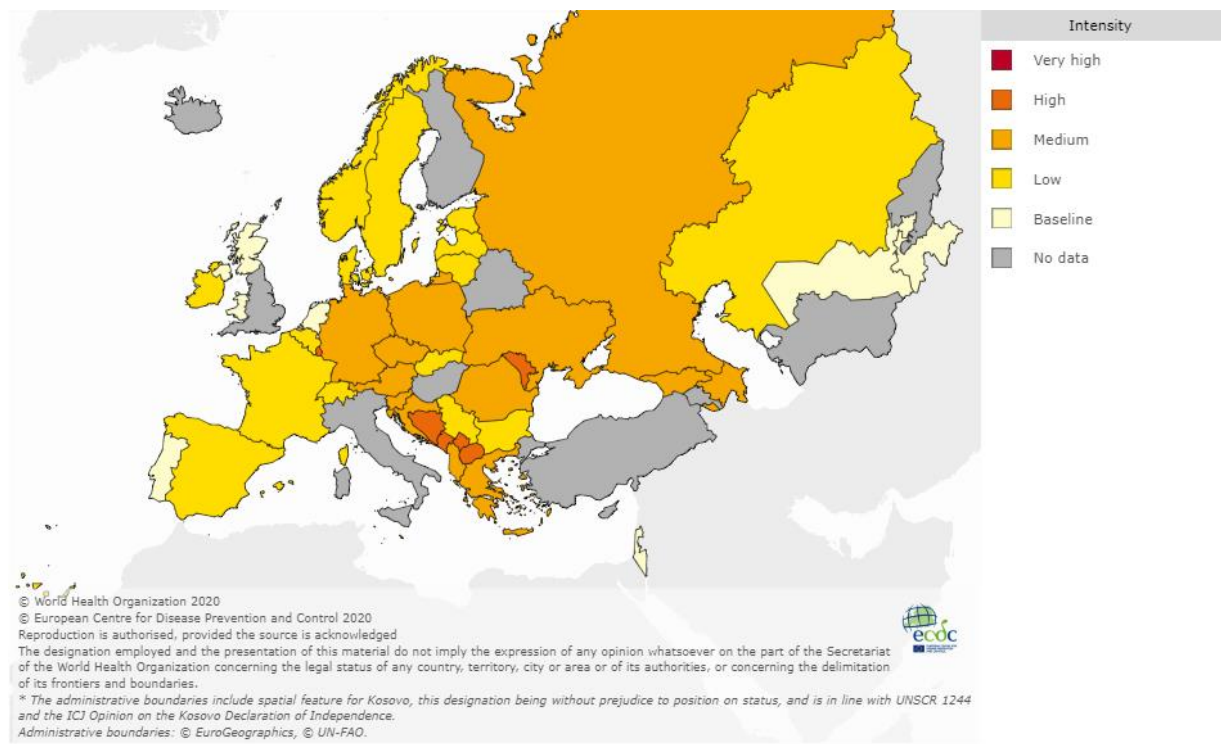 Intensity
Very high
High
Medium
Low
Baseline
No data
© World Health Organization 2020
© European Centre for Disease Prevention and Control 2020
Reproduction is authorised, provided the source is acknowledged
The designation employed and the presentation of this material do not imply the expression of any opinion whatsoever on the part of the Secretariat
of the World Health Organization concerning the legal status of any country, territory, city or area or of its authorities, or concerning the delimitation
of its frontiers and boundaries.
* The administrative boundaries include spatial feature for Kosovo, this designation being without prejudice to position on status, and is in line with UNSCR 1244
and the ICJ Opinion on the Kosovo Declaration of Independence.
Administrative boundaries: © EuroGeographics, © UN-FAO.
ecdc